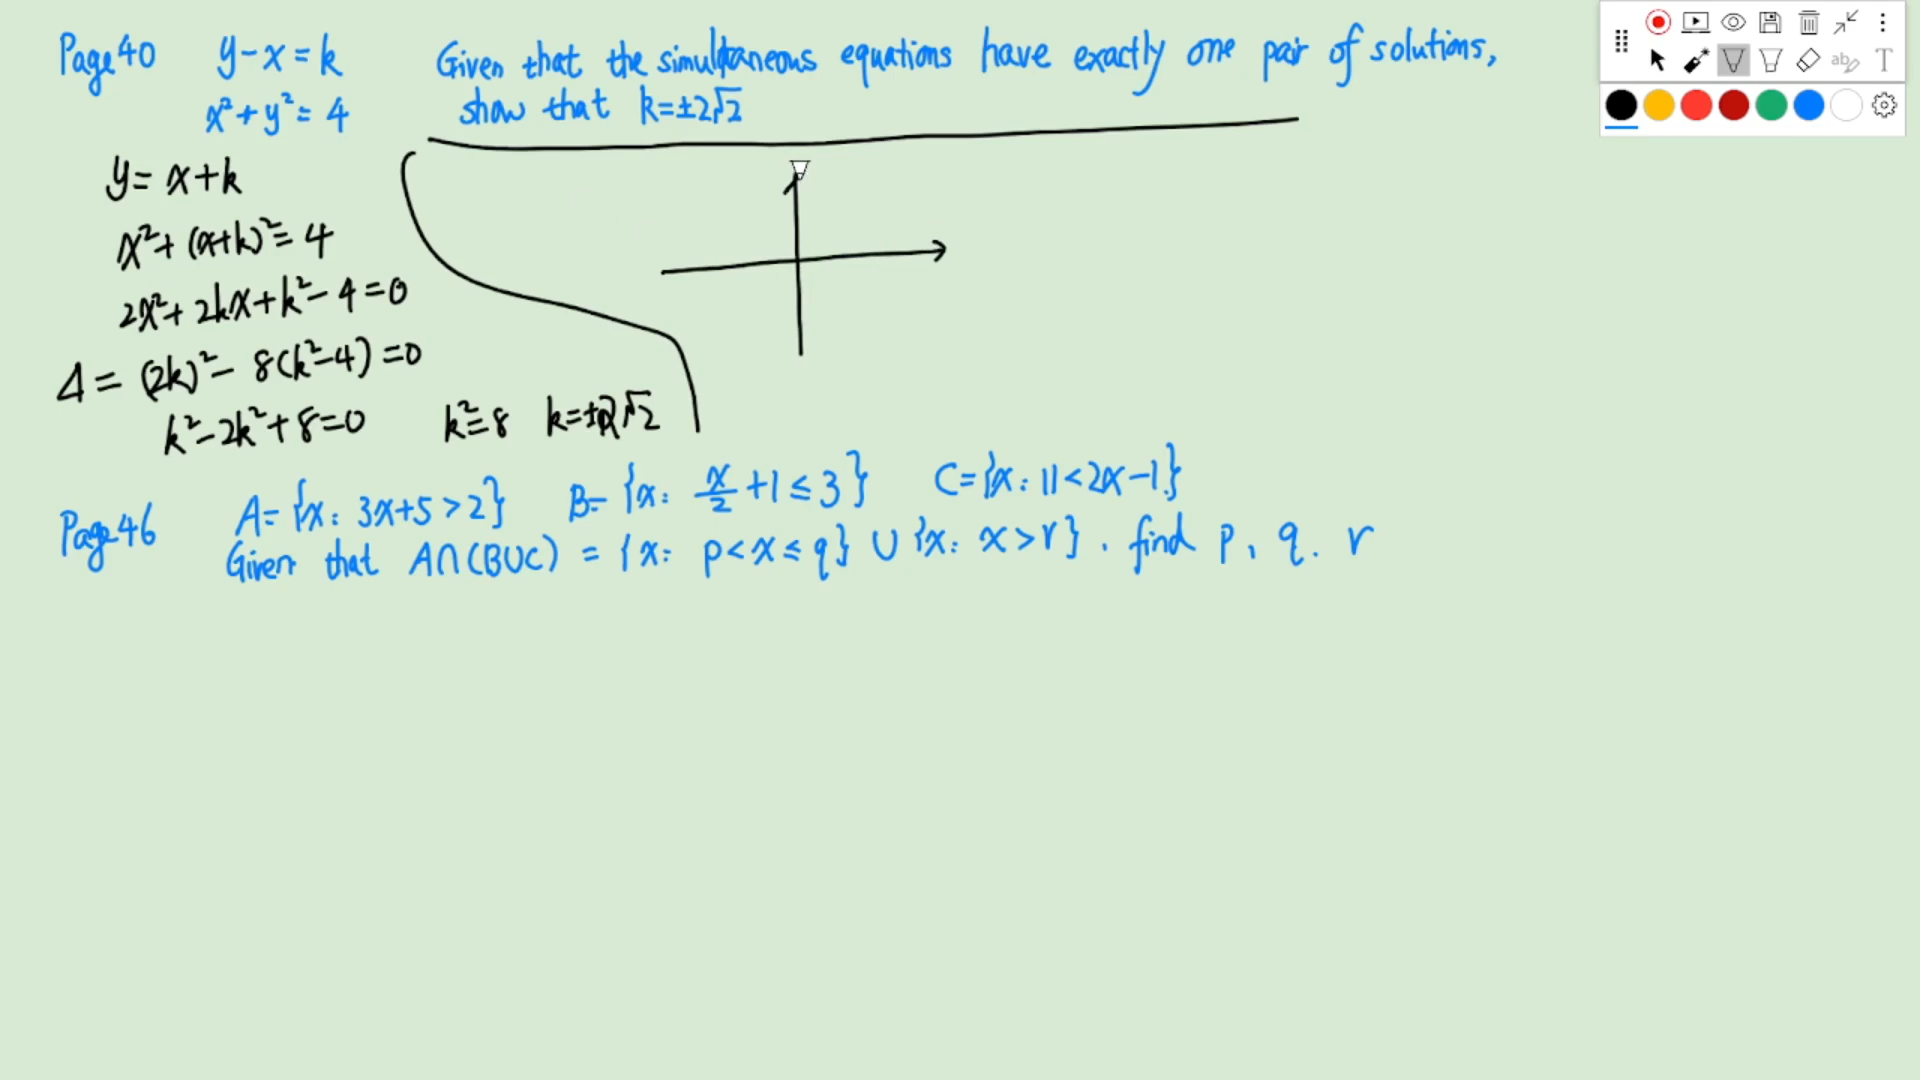 Page 40 y-x=k Given that the simultaneous equations have exactly one pair of solutions,
x²+y²=4 show that k=±2√2
y=x+k
x²+(x+k)²=4
2x²+2kx+k²-4=0
Δ=(2k)²-8(k²-4)=0
k²-2k²+8=0 k²=8 k=±2√2
Page 46 A={x: 3x+5>2} B={x: x/2+1≤3} C={x: 11<2x-1}
Given that A∩(B∪C) = {x: p<x≤q} ∪ {x: x>r}. find p, q. r
ab
T